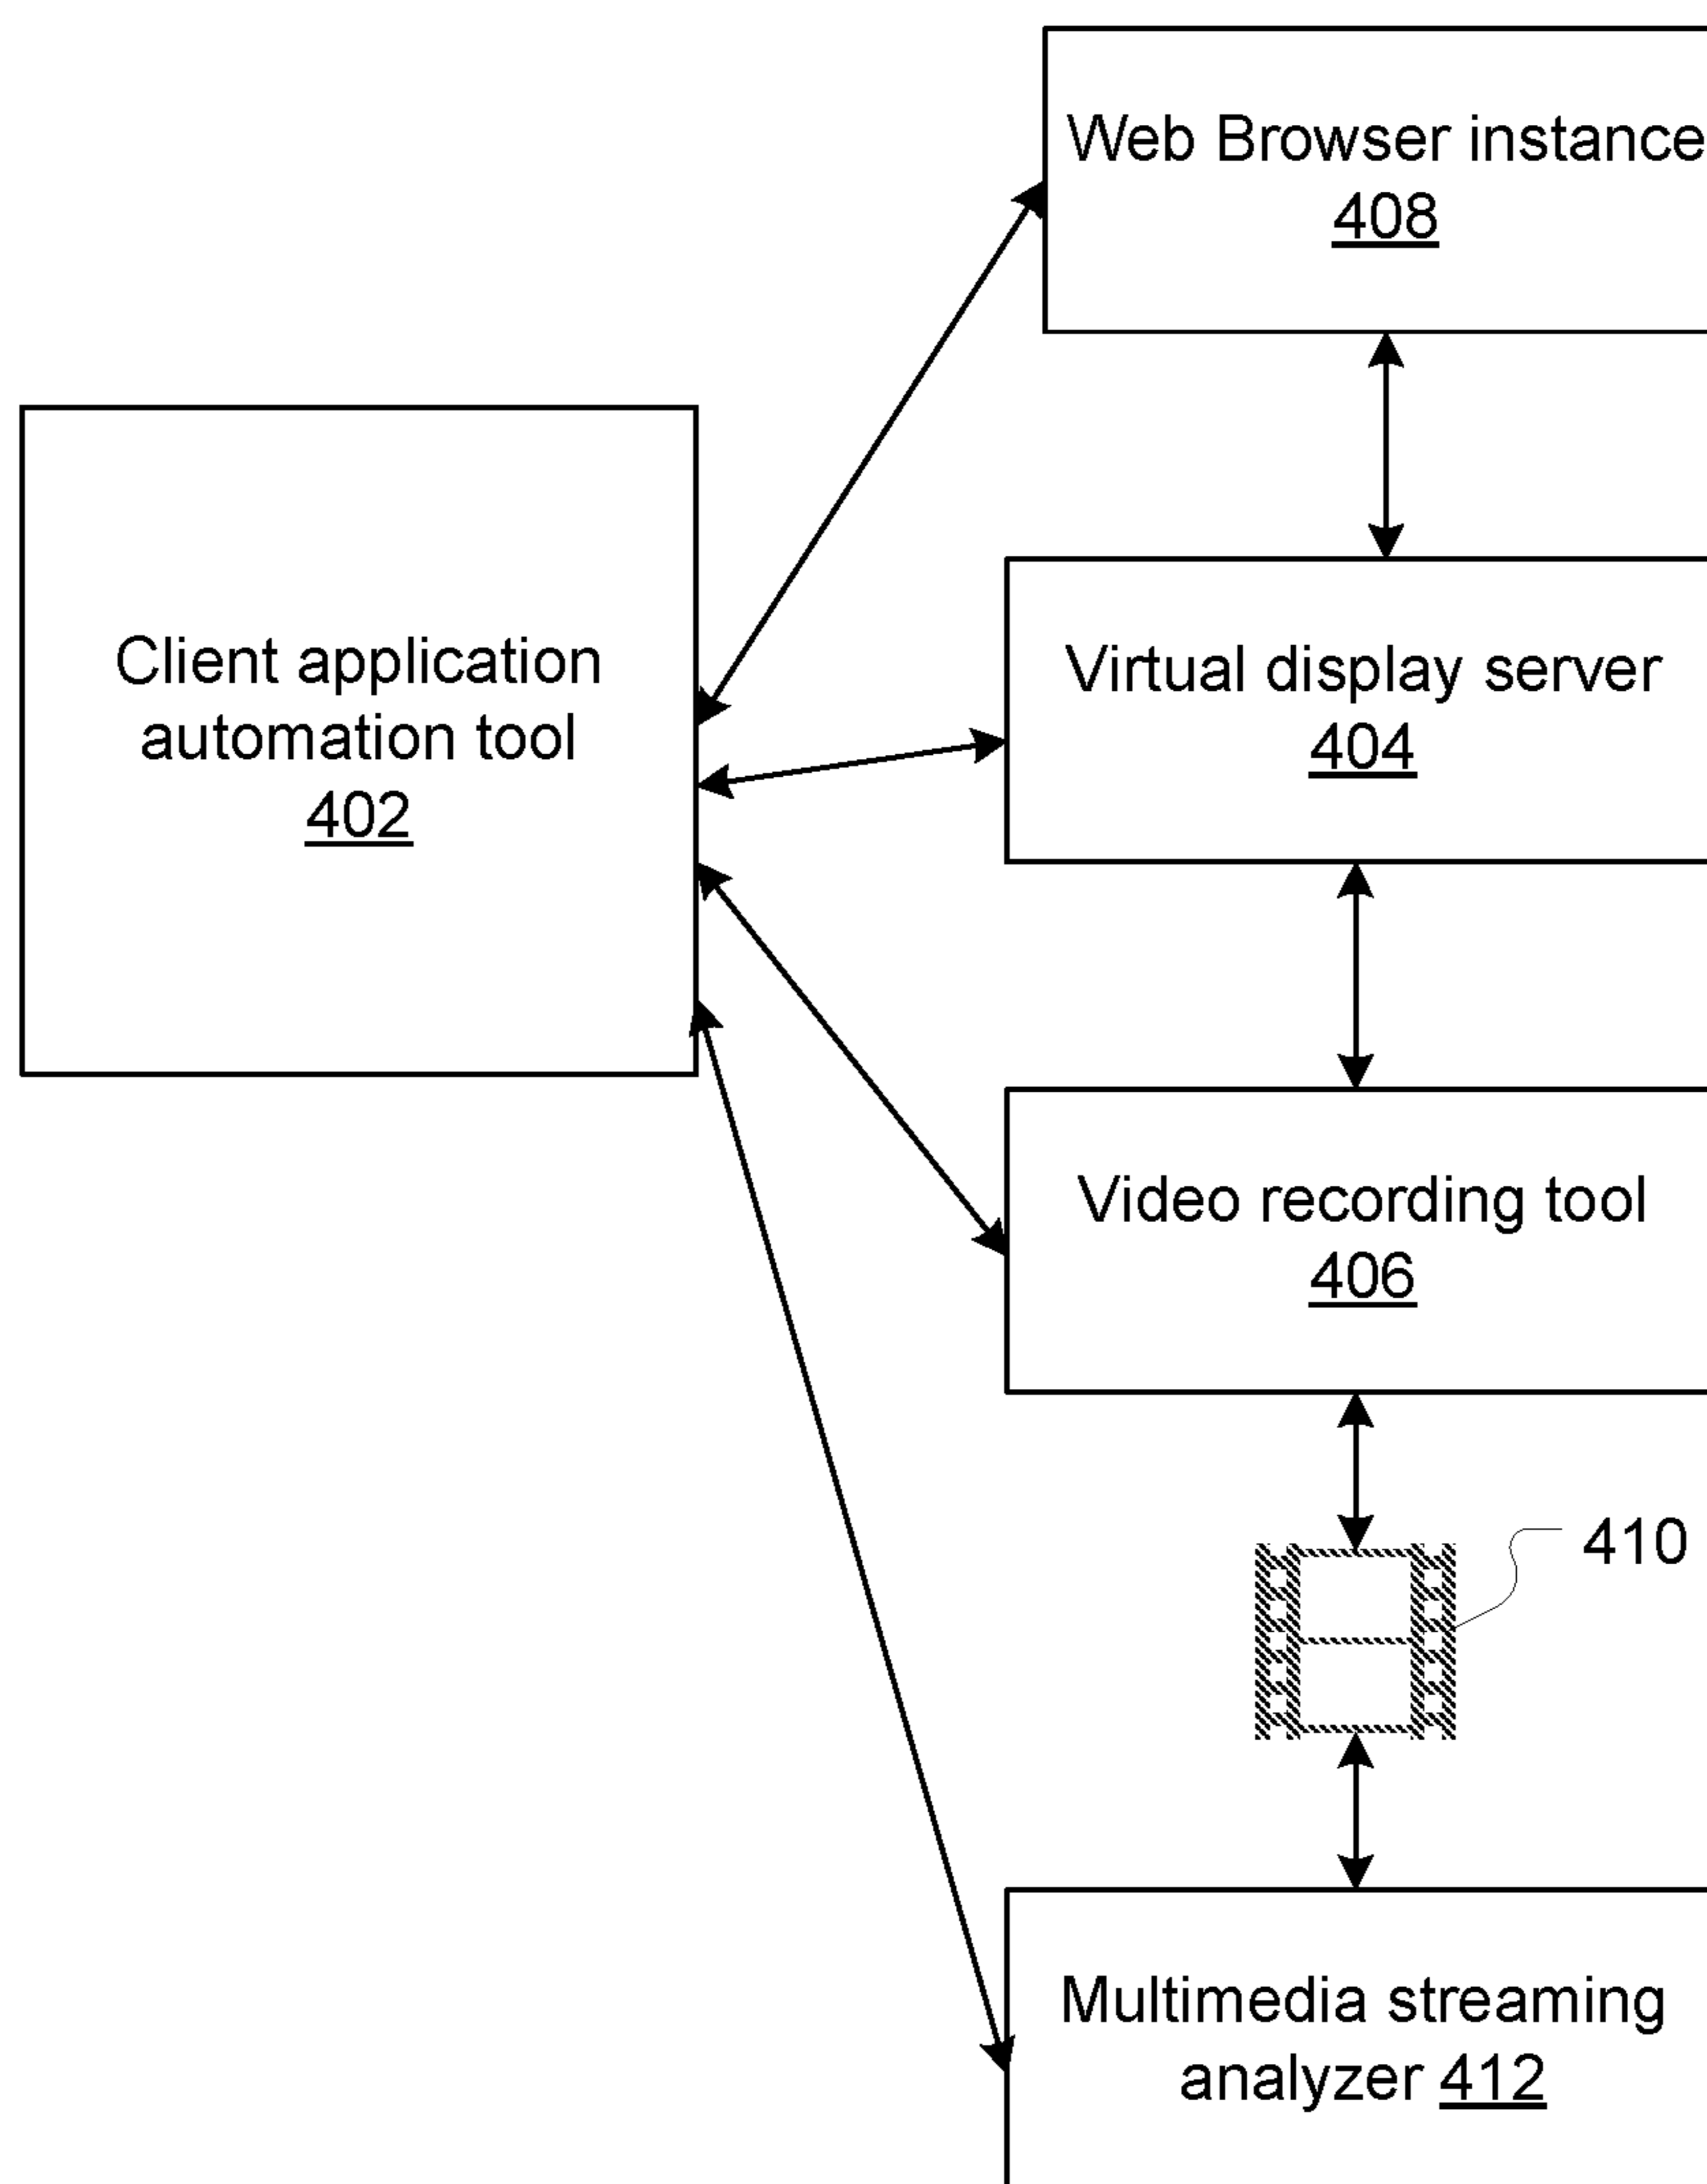 Web Browser instance
408
Client application
automation tool
402
Virtual display server
404
Video recording tool
406
410
Multimedia streaming
analyzer 412